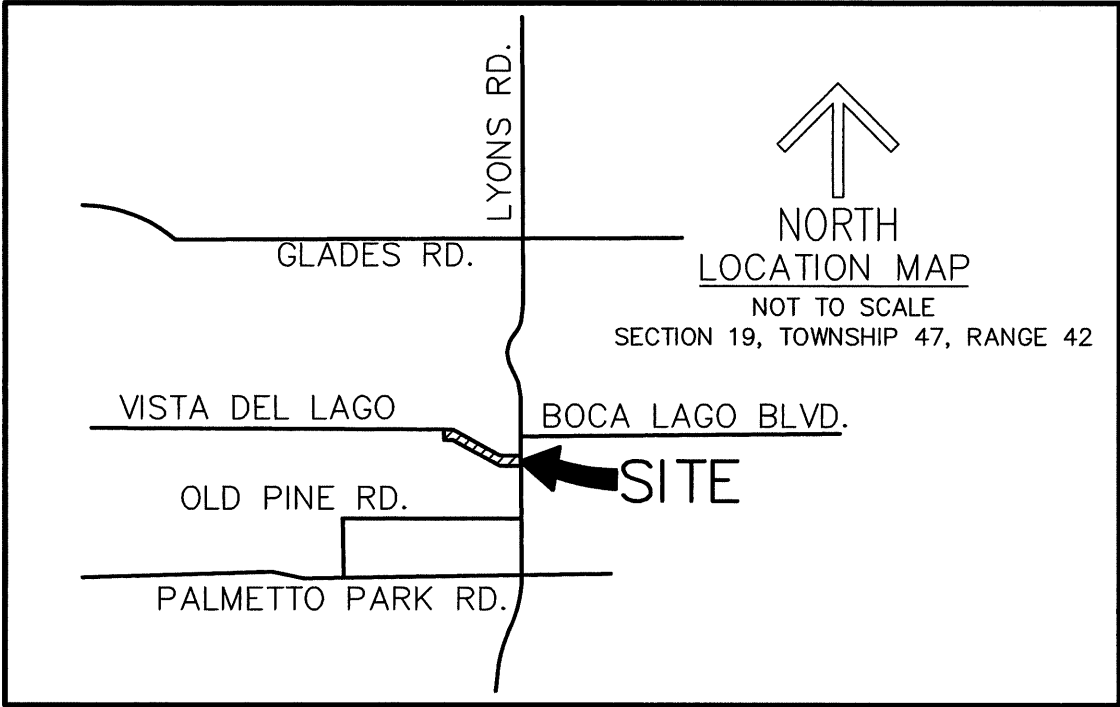 LYONS RD.
GLADES RD.
NORTH
LOCATION MAP
NOT TO SCALE
SECTION 19, TOWNSHIP 47, RANGE 42
VISTA DEL LAGO
BOCA LAGO BLVD.
SITE
OLD PINE RD.
PALMETTO PARK RD.